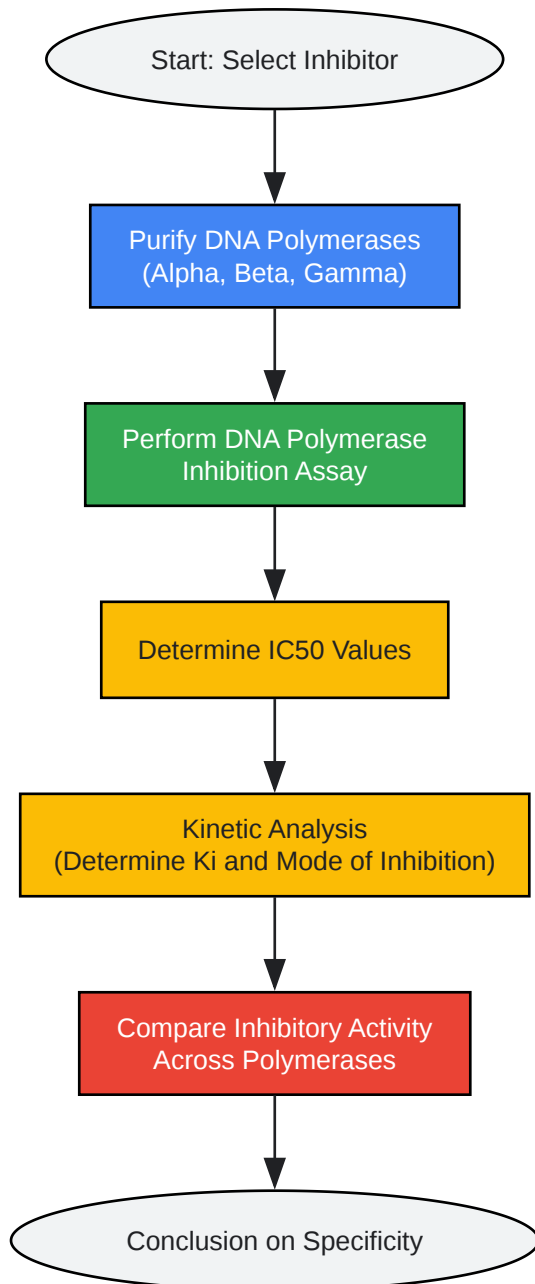 Start: Select Inhibitor
Purify DNA Polymerases
(Alpha, Beta, Gamma)
Perform DNA Polymerase
Inhibition Assay
Determine IC50 Values
Kinetic Analysis
(Determine Ki and Mode of Inhibition)
Compare Inhibitory Activity
Across Polymerases
Conclusion on Specificity